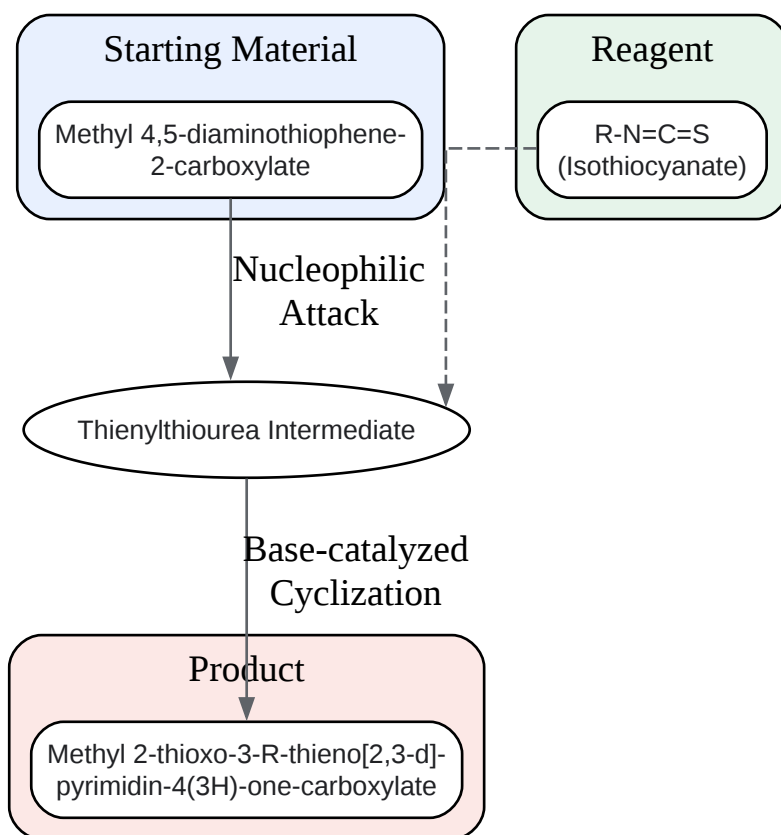 Starting Material
Methyl 4,5-diaminothiophene-
2-carboxylate
Reagent
R-N=C=S
(Isothiocyanate)
Nucleophilic
Attack
Thienylthiourea Intermediate
Base-catalyzed
Cyclization
Product
Methyl 2-thioxo-3-R-thieno[2,3-d]-
pyrimidin-4(3H)-one-carboxylate